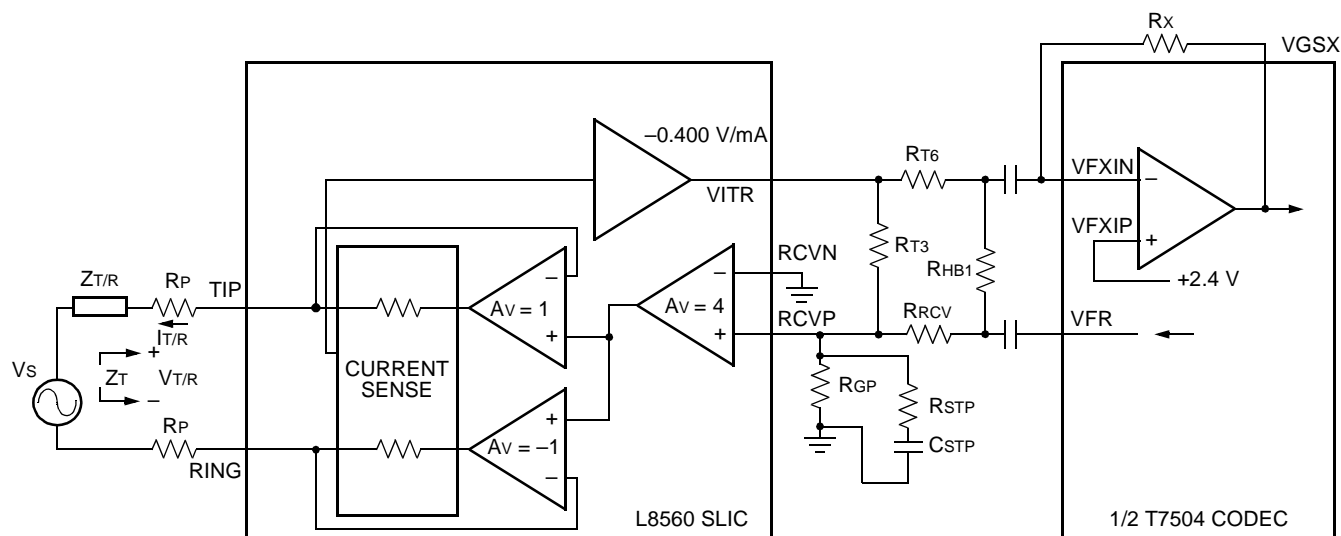 RX
VGSX
–0.400 V/mA
VITR
RT6
VFXIN
–
VFXIP
+
+2.4 V
RT3
RHB1
RCVN
–
AV = 4
RCVP
+
RRCV
VFR
ZT/R
RP
TIP
IT/R
VS
ZT
+
VT/R
–
RP
RING
CURRENT
SENSE
–
AV = 1
+
+
AV = –1
–
RGP
RSTP
CSTP
L8560 SLIC
1/2 T7504 CODEC